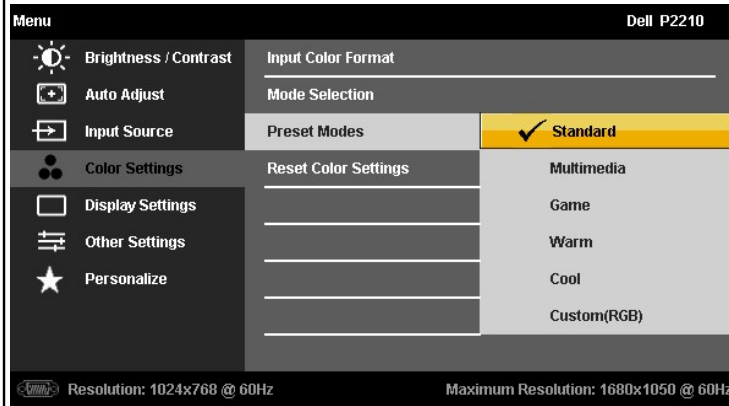 Menu Dell P2210
Brightness / Contrast Input Color Format
Auto Adjust Mode Selection
Input Source Preset Modes Standard
Color Settings Reset Color Settings Multimedia
Display Settings Game
Other Settings Warm
Personalize Cool
Custom(RGB)
Resolution: 1024x768 @ 60Hz Maximum Resolution: 1680x1050 @ 60Hz